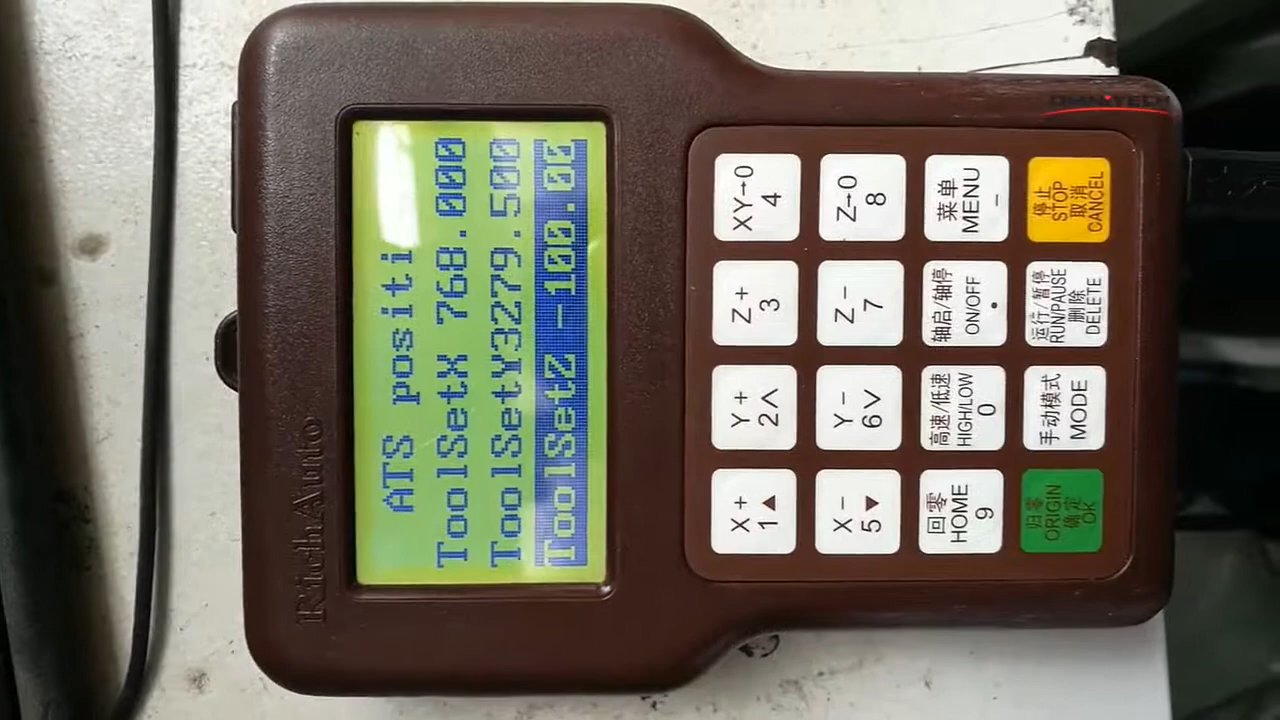 RichAuto
ATS positi
ToolSetX 768.000
ToolSetY3279.500
ToolSetZ -100.00
X+
1▲
Y+
2∧
Z+
3
XY→0
4
X-
5▼
Y-
6∨
Z-
7
Z→0
8
回零
HOME
9
高速/低速
HIGH/LOW
0
轴启/轴停
ON/OFF
•
菜单
MENU
-
归零
ORIGIN
确定
OK
手动模式
MODE
运行/暂停
RUN\PAUSE
删除
DELETE
停止
STOP
取消
CANCEL
OMNITECH